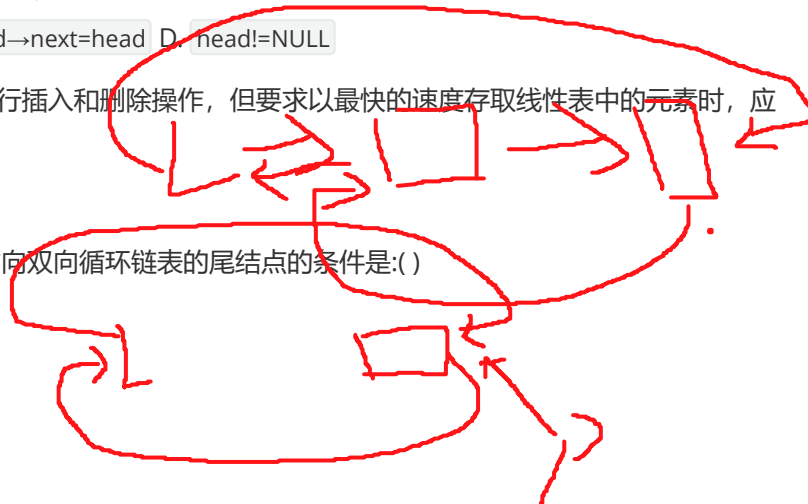 d→next=head D. head!=NULL
行插入和删除操作，但要求以最快的速度存取线性表中的元素时，应
向双向循环链表的尾结点的条件是:( )